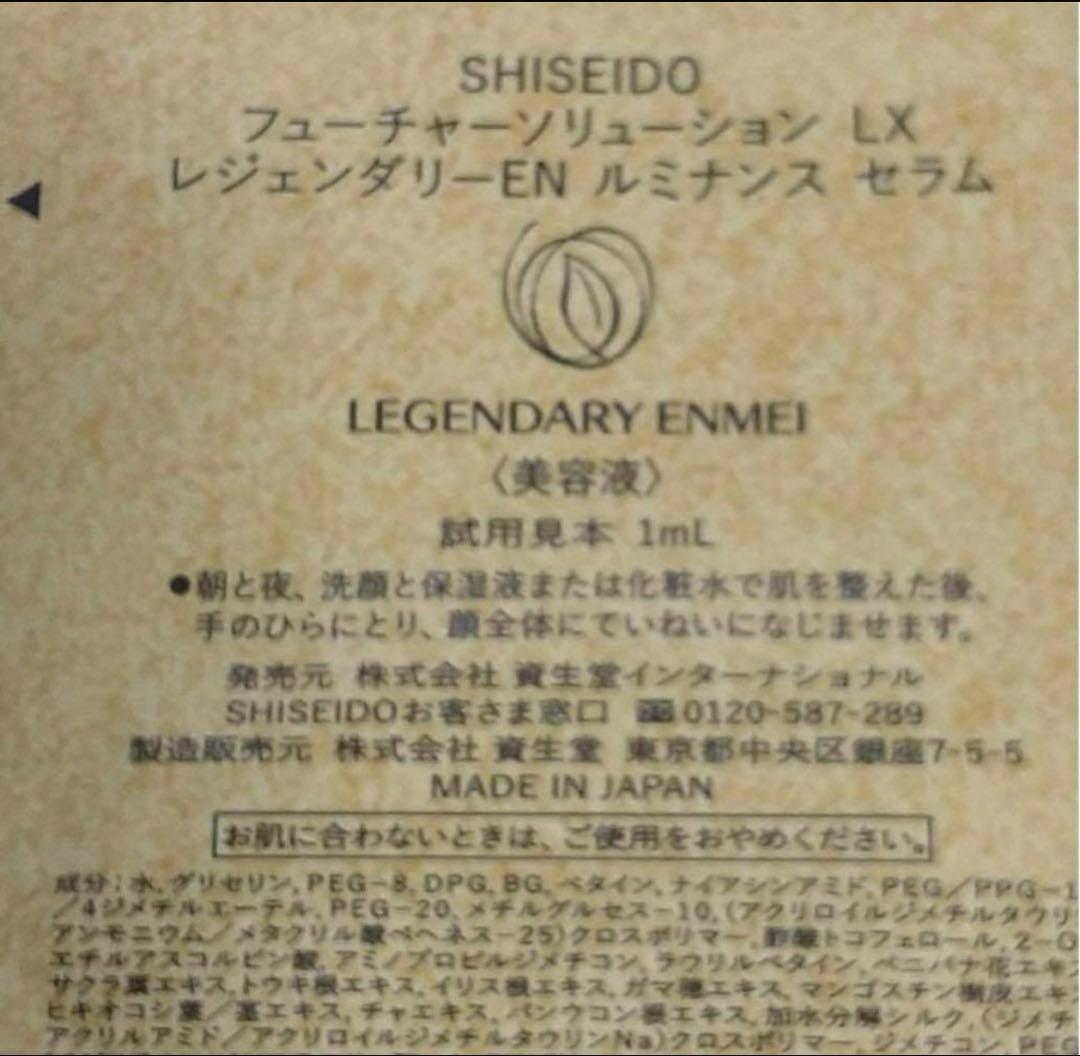 SHISEIDO
フューチャーソリューション LX
レジェンダリーEN ルミナンス セラム
LEGENDARY ENMEI
〈美容液〉
試用見本 1mL
●朝と夜、洗顔と保湿液または化粧水で肌を整えた後、
手のひらにとり、顔全体にていねいになじませます。
発売元 株式会社 資生堂インターナショナル
SHISEIDOお客さま窓口 0120-587-289
製造販売元 株式会社 資生堂 東京都中央区銀座7-5-5
MADE IN JAPAN
お肌に合わないときは、ご使用をおやめください。
成分:水,グリセリン,PEG-8,DPG,BG,ベタイン,ナイアシンアミド,PEG/PPG-1
/4ジメチルエーテル,PEG-20,メチルグルセス-10,(アクリロイルジメチルタウリ
アンモニウム/メタクリル酸ベヘネス-25)クロスポリマー,酢酸トコフェロール,2-O
エチルアスコルビン酸,アミノプロピルジメチコン,ラウリルベタイン,ベニバナ花エキ
サクラ葉エキス,トウキ根エキス,イリス根エキス,ガマ穂エキス,マンゴスチン樹皮エキ
ヒキオコシ葉/茎エキス,チャエキス,バンウコン根エキス,加水分解シルク,(ジメチ
アクリルアミド/アクリロイルジメチルタウリンNa)クロスポリマー,ジメチコン,PEG